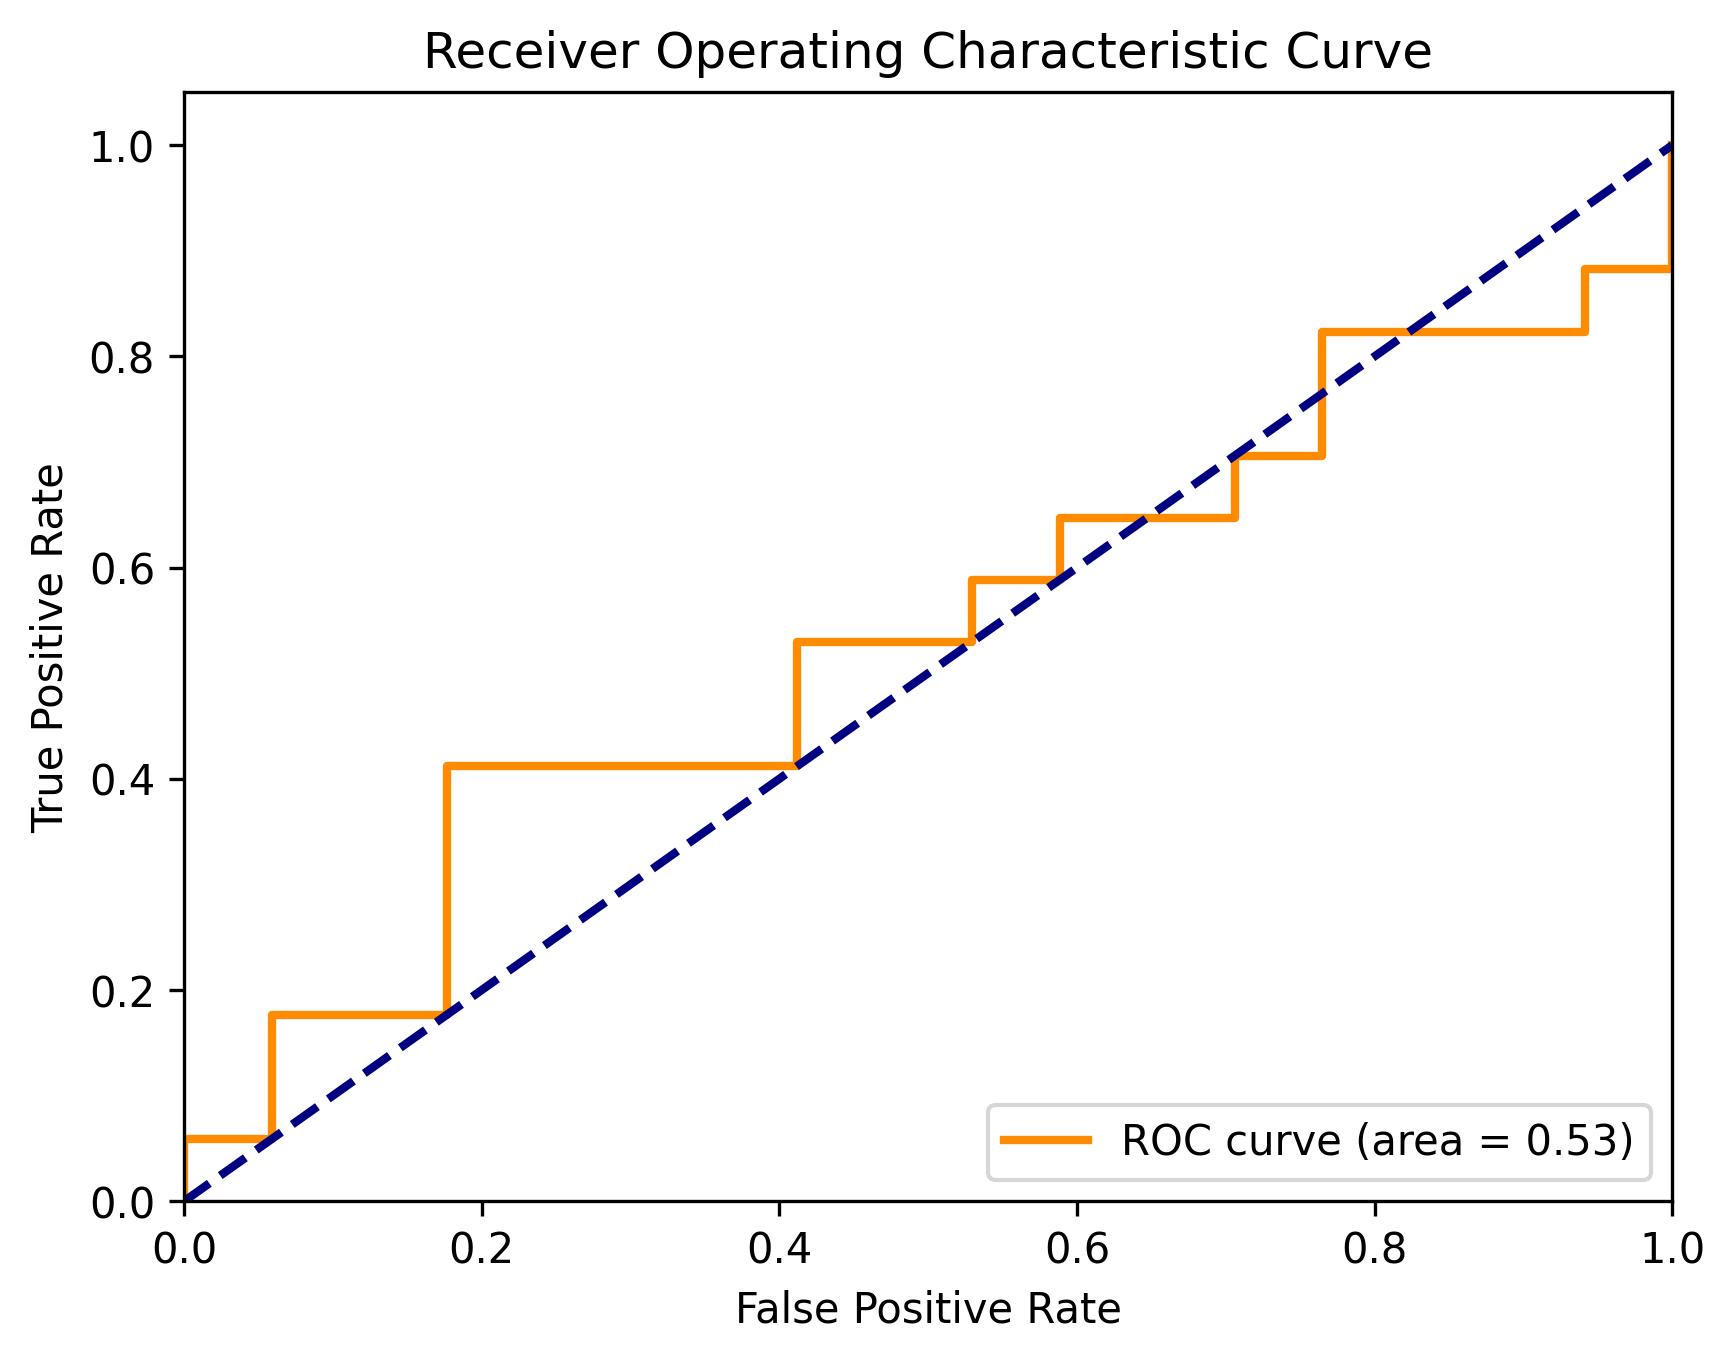 Receiver Operating Characteristic Curve
1.0
0.8
0.6
0.4
0.2
0.0
True Positive Rate
ROC curve (area = 0.53)
0.0 0.2 0.4 0.6 0.8 1.0
False Positive Rate